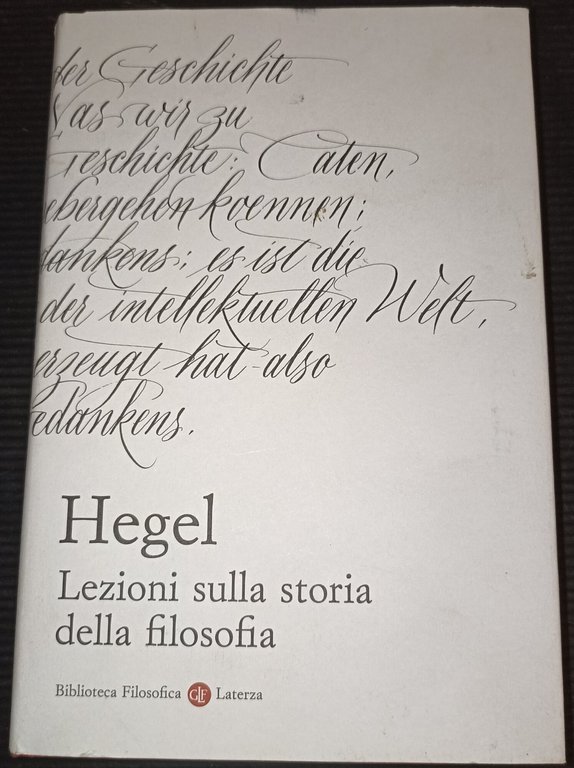 der Geschichte
Was wir zu
Geschichte: Taten,
ebergehen koennen;
dankens; es ist die
der intellektuellen Welt,
erzeugt hat also
edankens.
Hegel
Lezioni sulla storia
della filosofia
Biblioteca Filosofica GLF Laterza